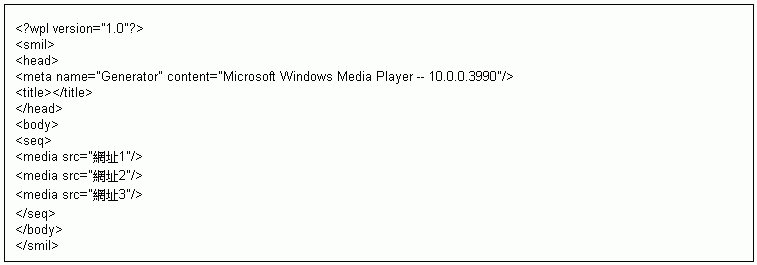 <?wpl version="1.0"?>
<smil>
<head>
<meta name="Generator" content="Microsoft Windows Media Player -- 10.0.0.3990"/>
<title></title>
</head>
<body>
<seq>
<media src="網址1"/>
<media src="網址2"/>
<media src="網址3"/>
</seq>
</body>
</smil>